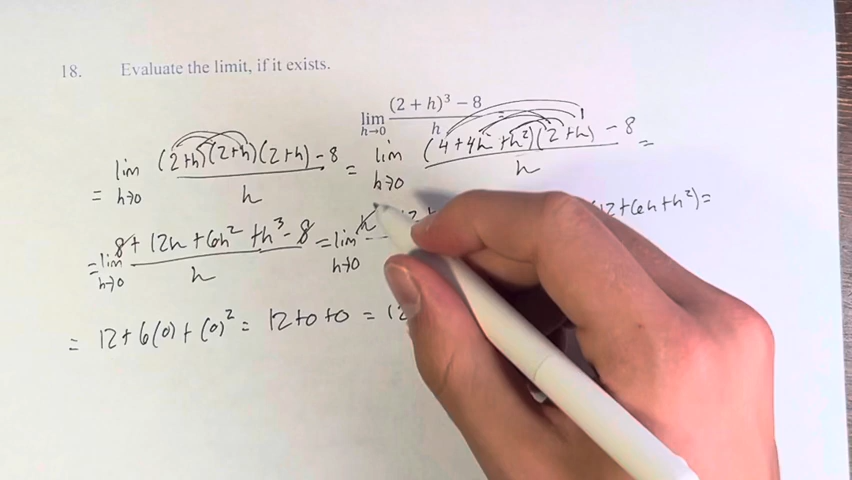 18. Evaluate the limit, if it exists.
lim h→0 (2 + h)³ − 8 / h =
= lim h→0 (2+h)(2+h)(2+h) − 8 / h = lim h→0 (4+4h+h²)(2+h) − 8 / h =
= lim h→0 8 + 12h + 6h² + h³ − 8 / h = lim h→0 h 12+6h+h²) =
= 12 + 6(0) + (0)² = 12+0+0 =